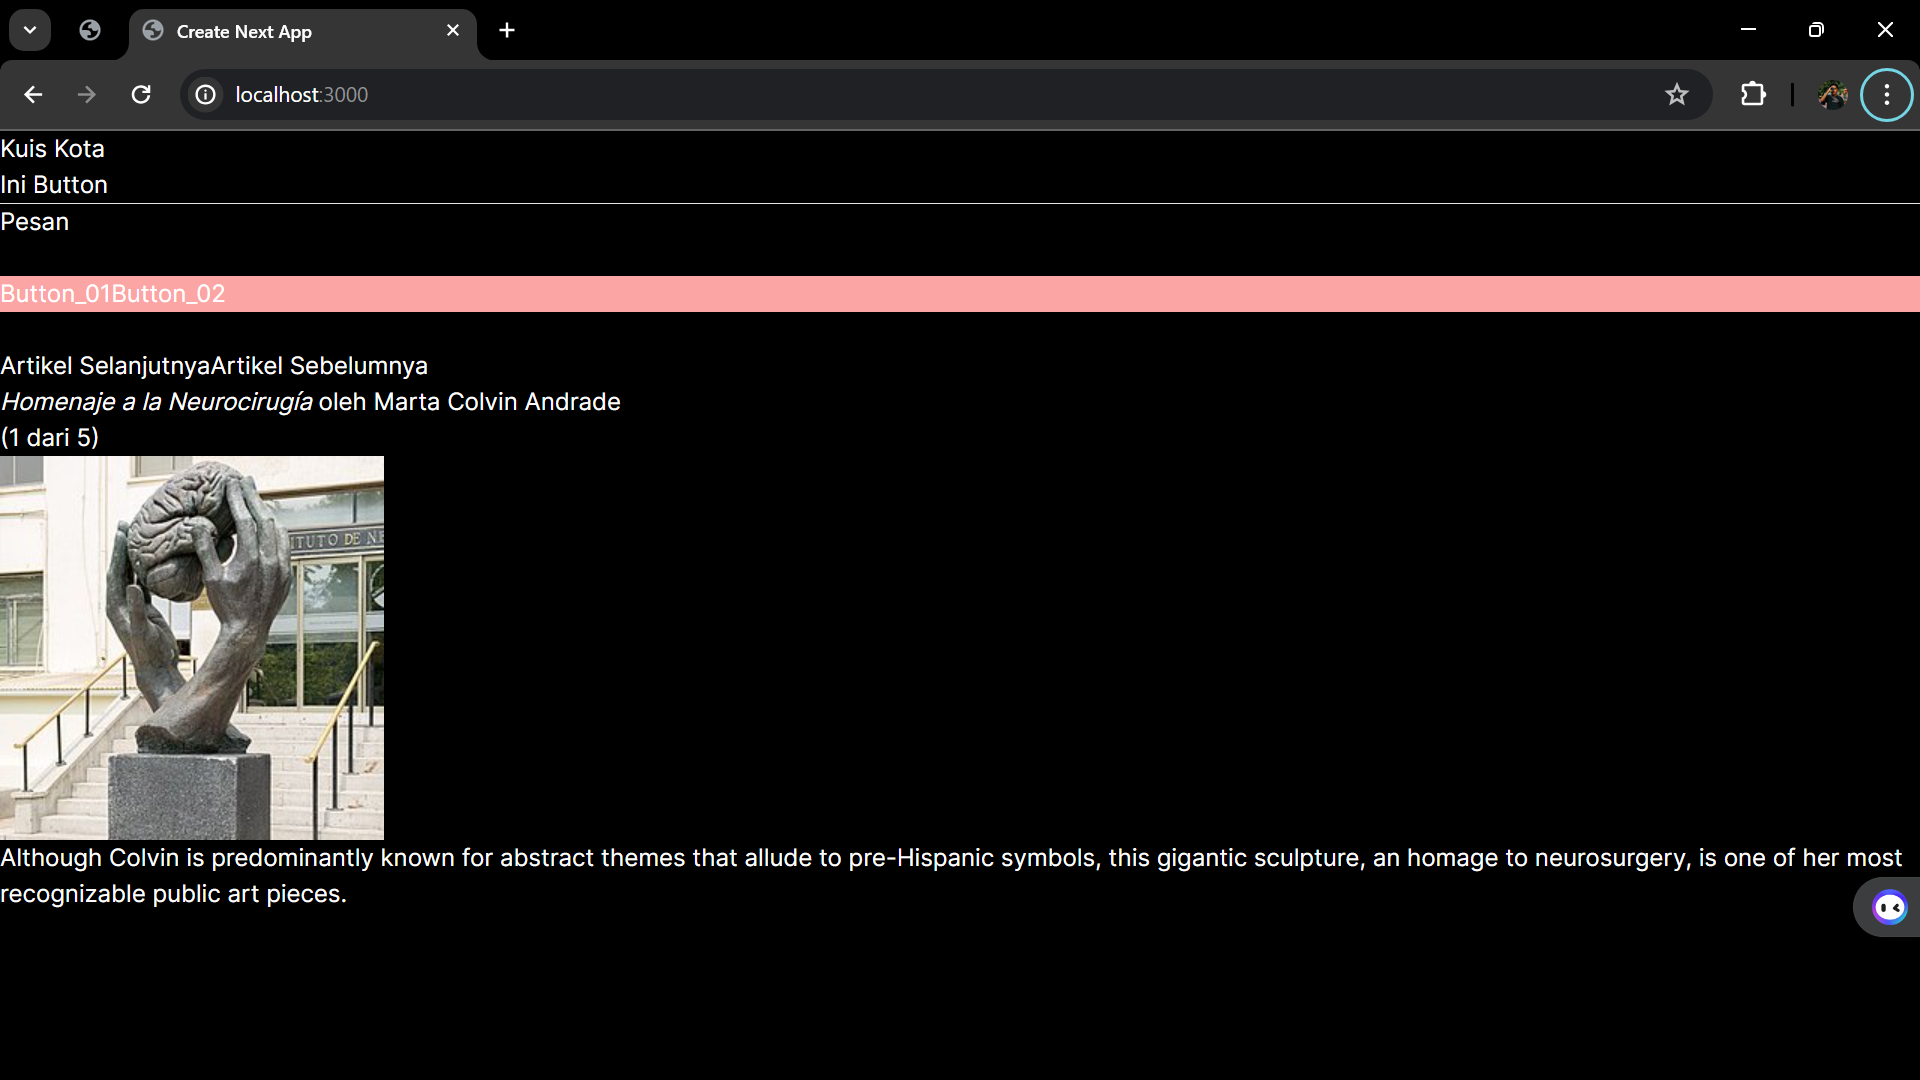 Create Next App
localhost:3000
Kuis Kota
Ini Button
Pesan
Button_01Button_02
Artikel SelanjutnyaArtikel Sebelumnya
Homenaje a la Neurocirugía oleh Marta Colvin Andrade
(1 dari 5)
TUTO DE NE
Although Colvin is predominantly known for abstract themes that allude to pre-Hispanic symbols, this gigantic sculpture, an homage to neurosurgery, is one of her most
recognizable public art pieces.